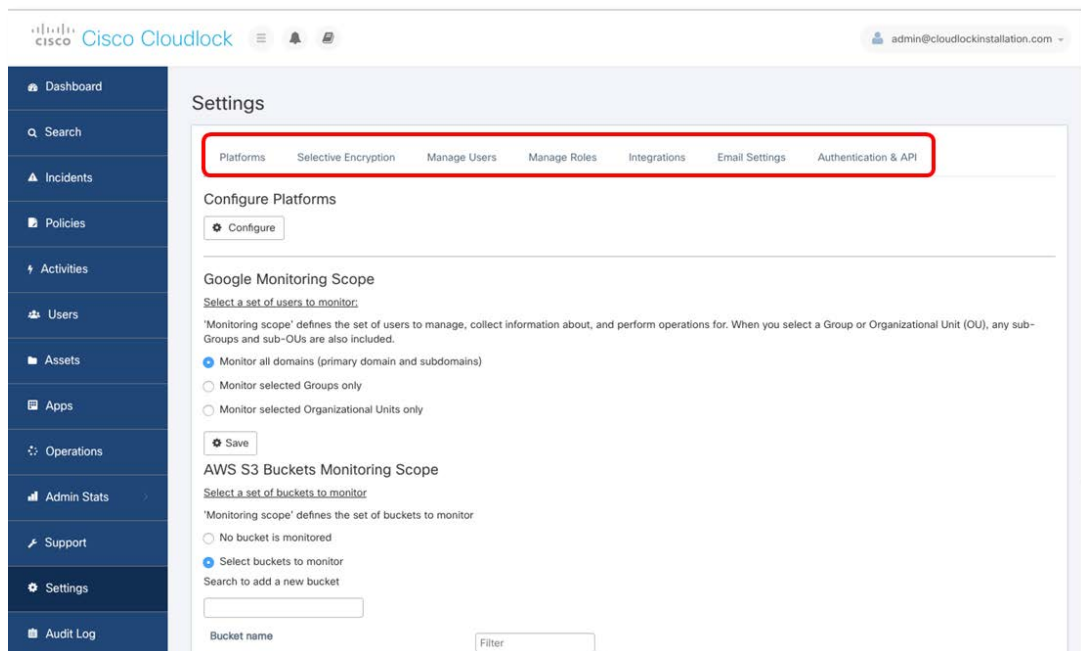 CISCO Cisco Cloudlock
admin@cloudlockinstallation.com
Dashboard
Search
Incidents
Policies
Activities
Users
Assets
Apps
Operations
Admin Stats
Support
Settings
Audit Log
Settings
Platforms Selective Encryption Manage Users Manage Roles Integrations Email Settings Authentication & API
Configure Platforms
Configure
Google Monitoring Scope
Select a set of users to monitor:
'Monitoring scope' defines the set of users to manage, collect information about, and perform operations for. When you select a Group or Organizational Unit (OU), any sub-
Groups and sub-OUs are also included.
Monitor all domains (primary domain and subdomains)
Monitor selected Groups only
Monitor selected Organizational Units only
Save
AWS S3 Buckets Monitoring Scope
Select a set of buckets to monitor
'Monitoring scope' defines the set of buckets to monitor
No bucket is monitored
Select buckets to monitor
Search to add a new bucket
Bucket name Filter